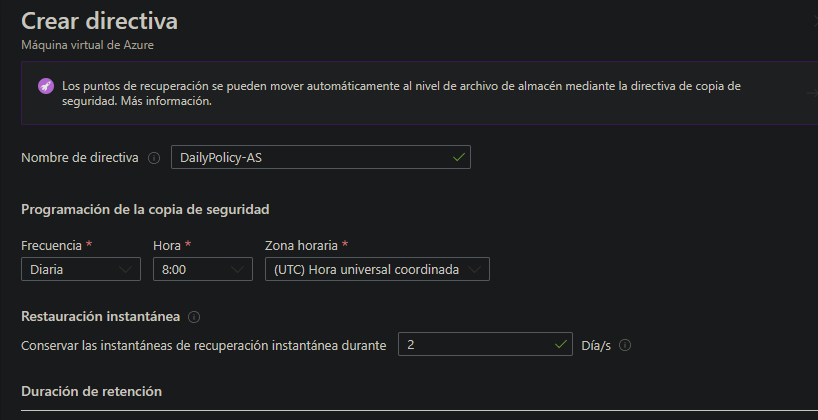 Crear directiva
Máquina virtual de Azure
Los puntos de recuperación se pueden mover automáticamente al nivel de archivo de almacén mediante la directiva de copia de
seguridad. Más información.
Nombre de directiva DailyPolicy-AS
Programación de la copia de seguridad
Frecuencia * Hora * Zona horaria *
Diaria 8:00 (UTC) Hora universal coordinada
Restauración instantánea
Conservar las instantáneas de recuperación instantánea durante 2 Día/s
Duración de retención